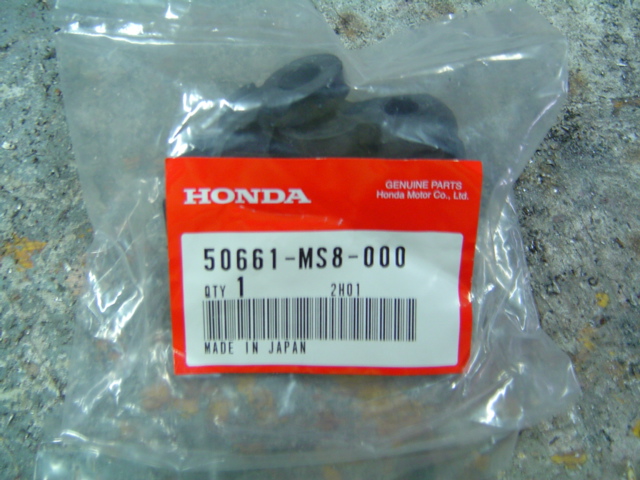 HONDA
GENUINE PARTS
Honda Motor Co., Ltd.
50661-MS8-000
QTY 1 2H01
MADE IN JAPAN